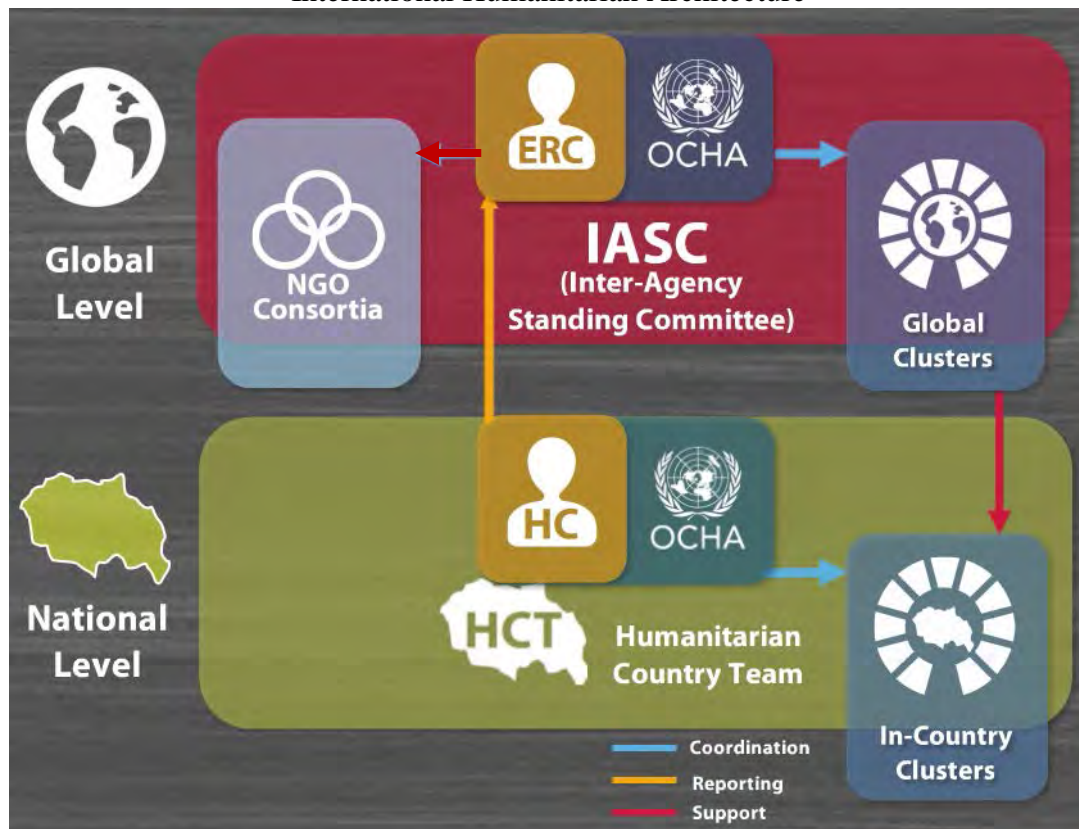 International Humanitarian Architecture
ERC
OCHA
Global
Level
NGO
Consortia
IASC
(Inter-Agency
Standing Committee)
Global
Clusters
HC
OCHA
National
Level
HCT
Humanitarian
Country Team
In-Country
Clusters
Coordination
Reporting
Support